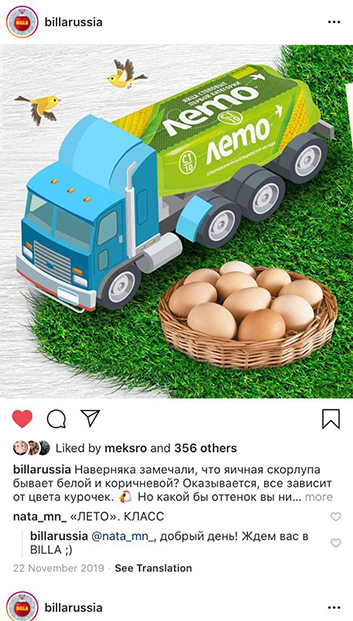 billarussia
Лето
Лето
С1
10
billarussia
Liked by meksro and 356 others
billarussia Наверняка замечали, что яичная скорлупа
бывает белой и коричневой? Оказывается, все зависит
от цвета курочек. Но какой бы оттенок вы ни... more
nata_mn_ «ЛЕТО». КЛАСС
billarussia @nata_mn_, добрый день! Ждем вас в
BILLA ;)
22 November 2019 · See Translation
billarussia